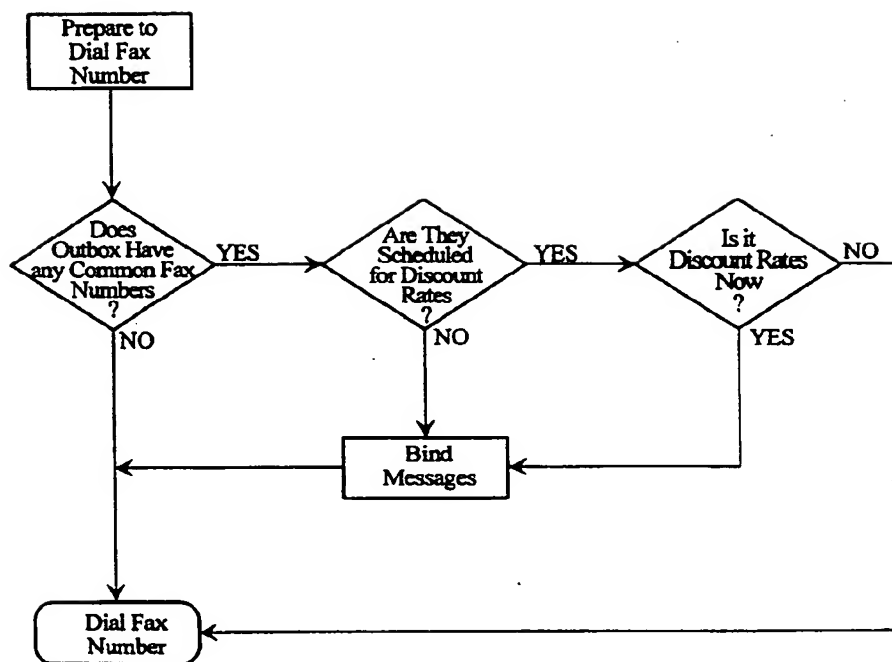 Prepare to
Dial Fax
Number
Does
Outbox Have
any Common Fax
Numbers
?
YES
NO
Are They
Scheduled
for Discount
Rates
?
YES
NO
Is it
Discount Rates
Now
?
NO
YES
Bind
Messages
Dial Fax
Number